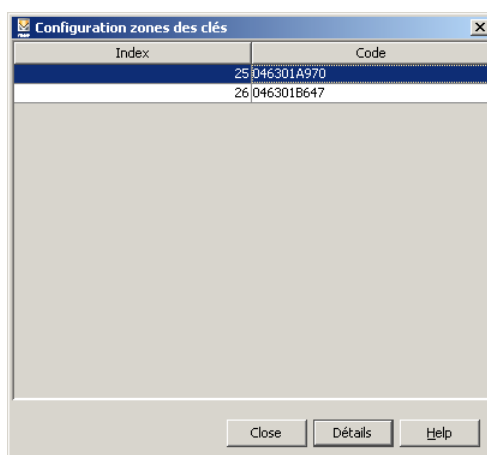 Configuration zones des clés
Index Code
25 046301A970
26 046301B647
Close Détails Help